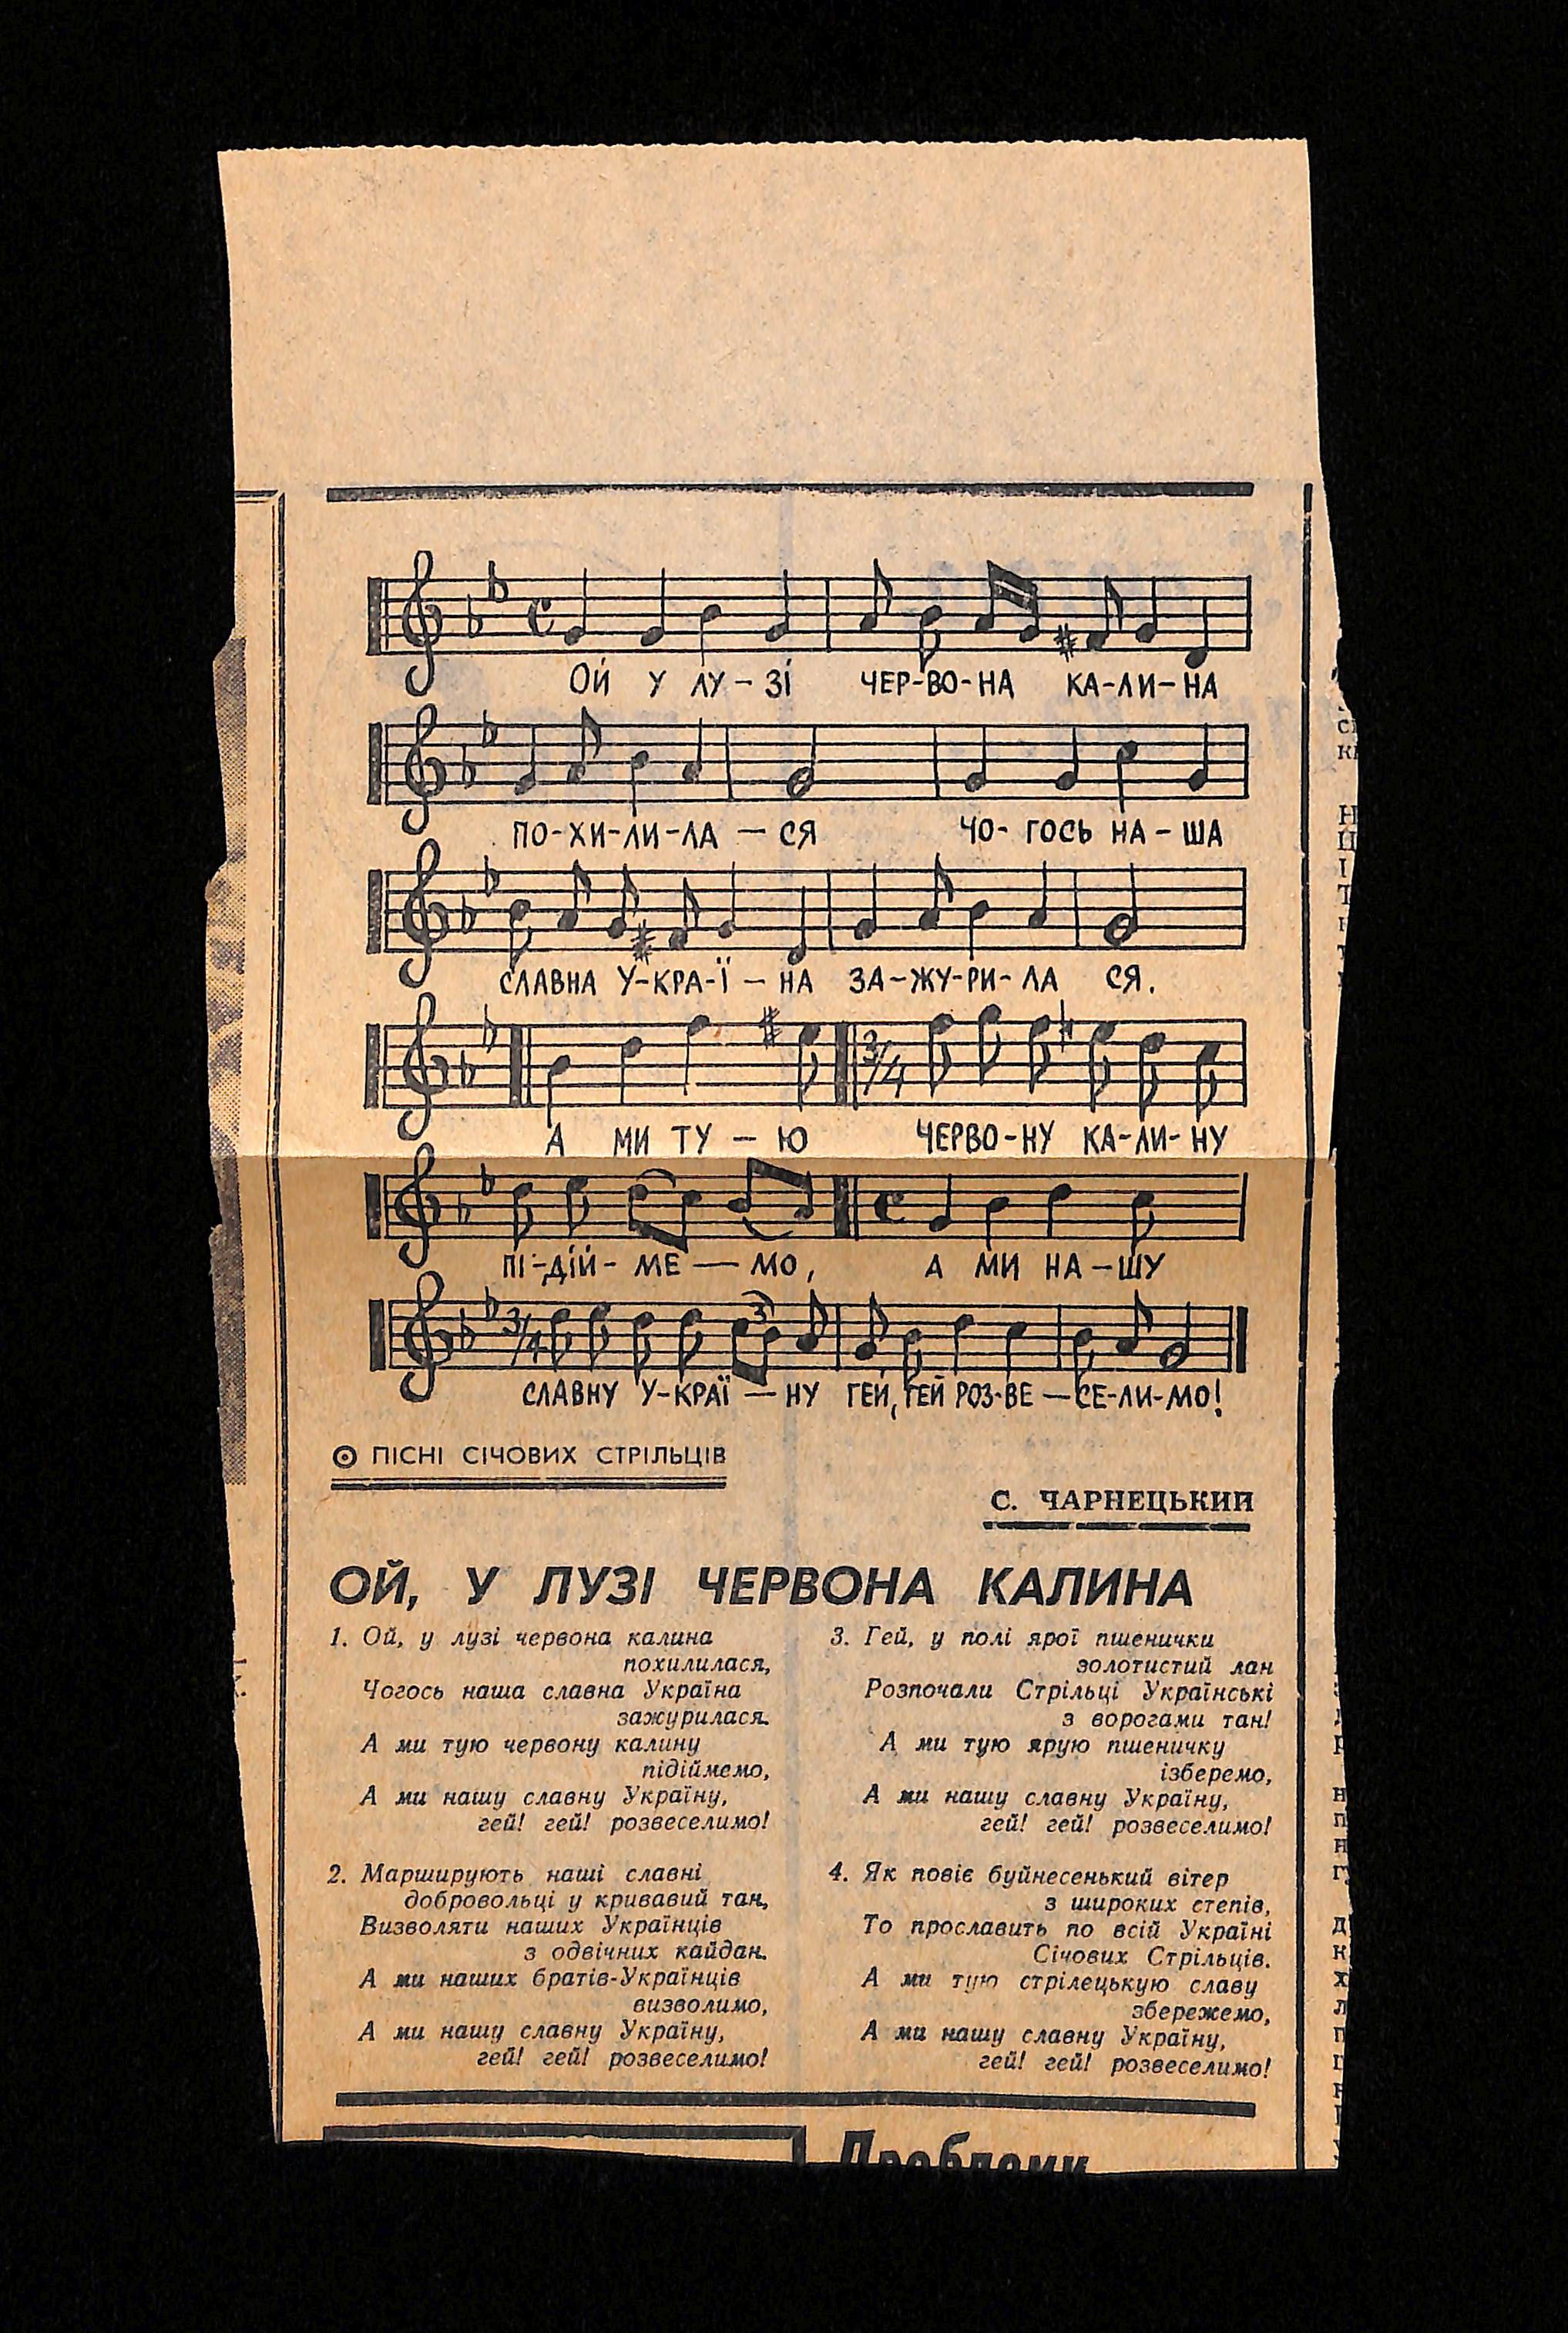 ОЙ У ЛУ – ЗІ ЧЕР-ВО-НА КА-ЛИ-НА
ПО-ХИ-ЛИ-ЛА – СЯ ЧО- ГОСЬ НА – ША
СЛАВНА У-КРА-Ї – НА ЗА-ЖУ-РИ-ЛА СЯ.
А МИ ТУ – Ю ЧЕРВО-НУ КА-ЛИ-НУ
ПІ-ДІЙ- МЕ — МО, А МИ НА – ШУ
СЛАВНУ У-КРАЇ — НУ ГЕЙ, ГЕЙ РОЗ-ВЕ — СЕ-ЛИ-МО!
ПІСНІ СІЧОВИХ СТРІЛЬЦІВ
С. ЧАРНЕЦЬКИЙ
ОЙ, У ЛУЗІ ЧЕРВОНА КАЛИНА
1. Ой, у лузі червона калина
похилилася,
Чогось наша славна Україна
зажурилася.
А ми тую червону калину
підіймемо,
А ми нашу славну Україну,
гей! гей! розвеселимо!
2. Марширують наші славні
добровольці у кривавий тан,
Визволяти наших Українців
з одвічних кайдан.
А ми наших братів-Українців
визволимо,
А ми нашу славну Україну,
гей! гей! розвеселимо!
3. Гей, у полі ярої пшенички
золотистий лан
Розпочали Стрільці Українські
з ворогами тан!
А ми тую ярую пшеничку
ізберемо,
А ми нашу славну Україну,
гей! гей! розвеселимо!
4. Як повіє буйнесенький вітер
з широких степів,
То прославить по всій Україні
Січових Стрільців.
А ми тую стрілецькую славу
збережемо,
А ми нашу славну Україну,
гей! гей! розвеселимо!
Проблеми